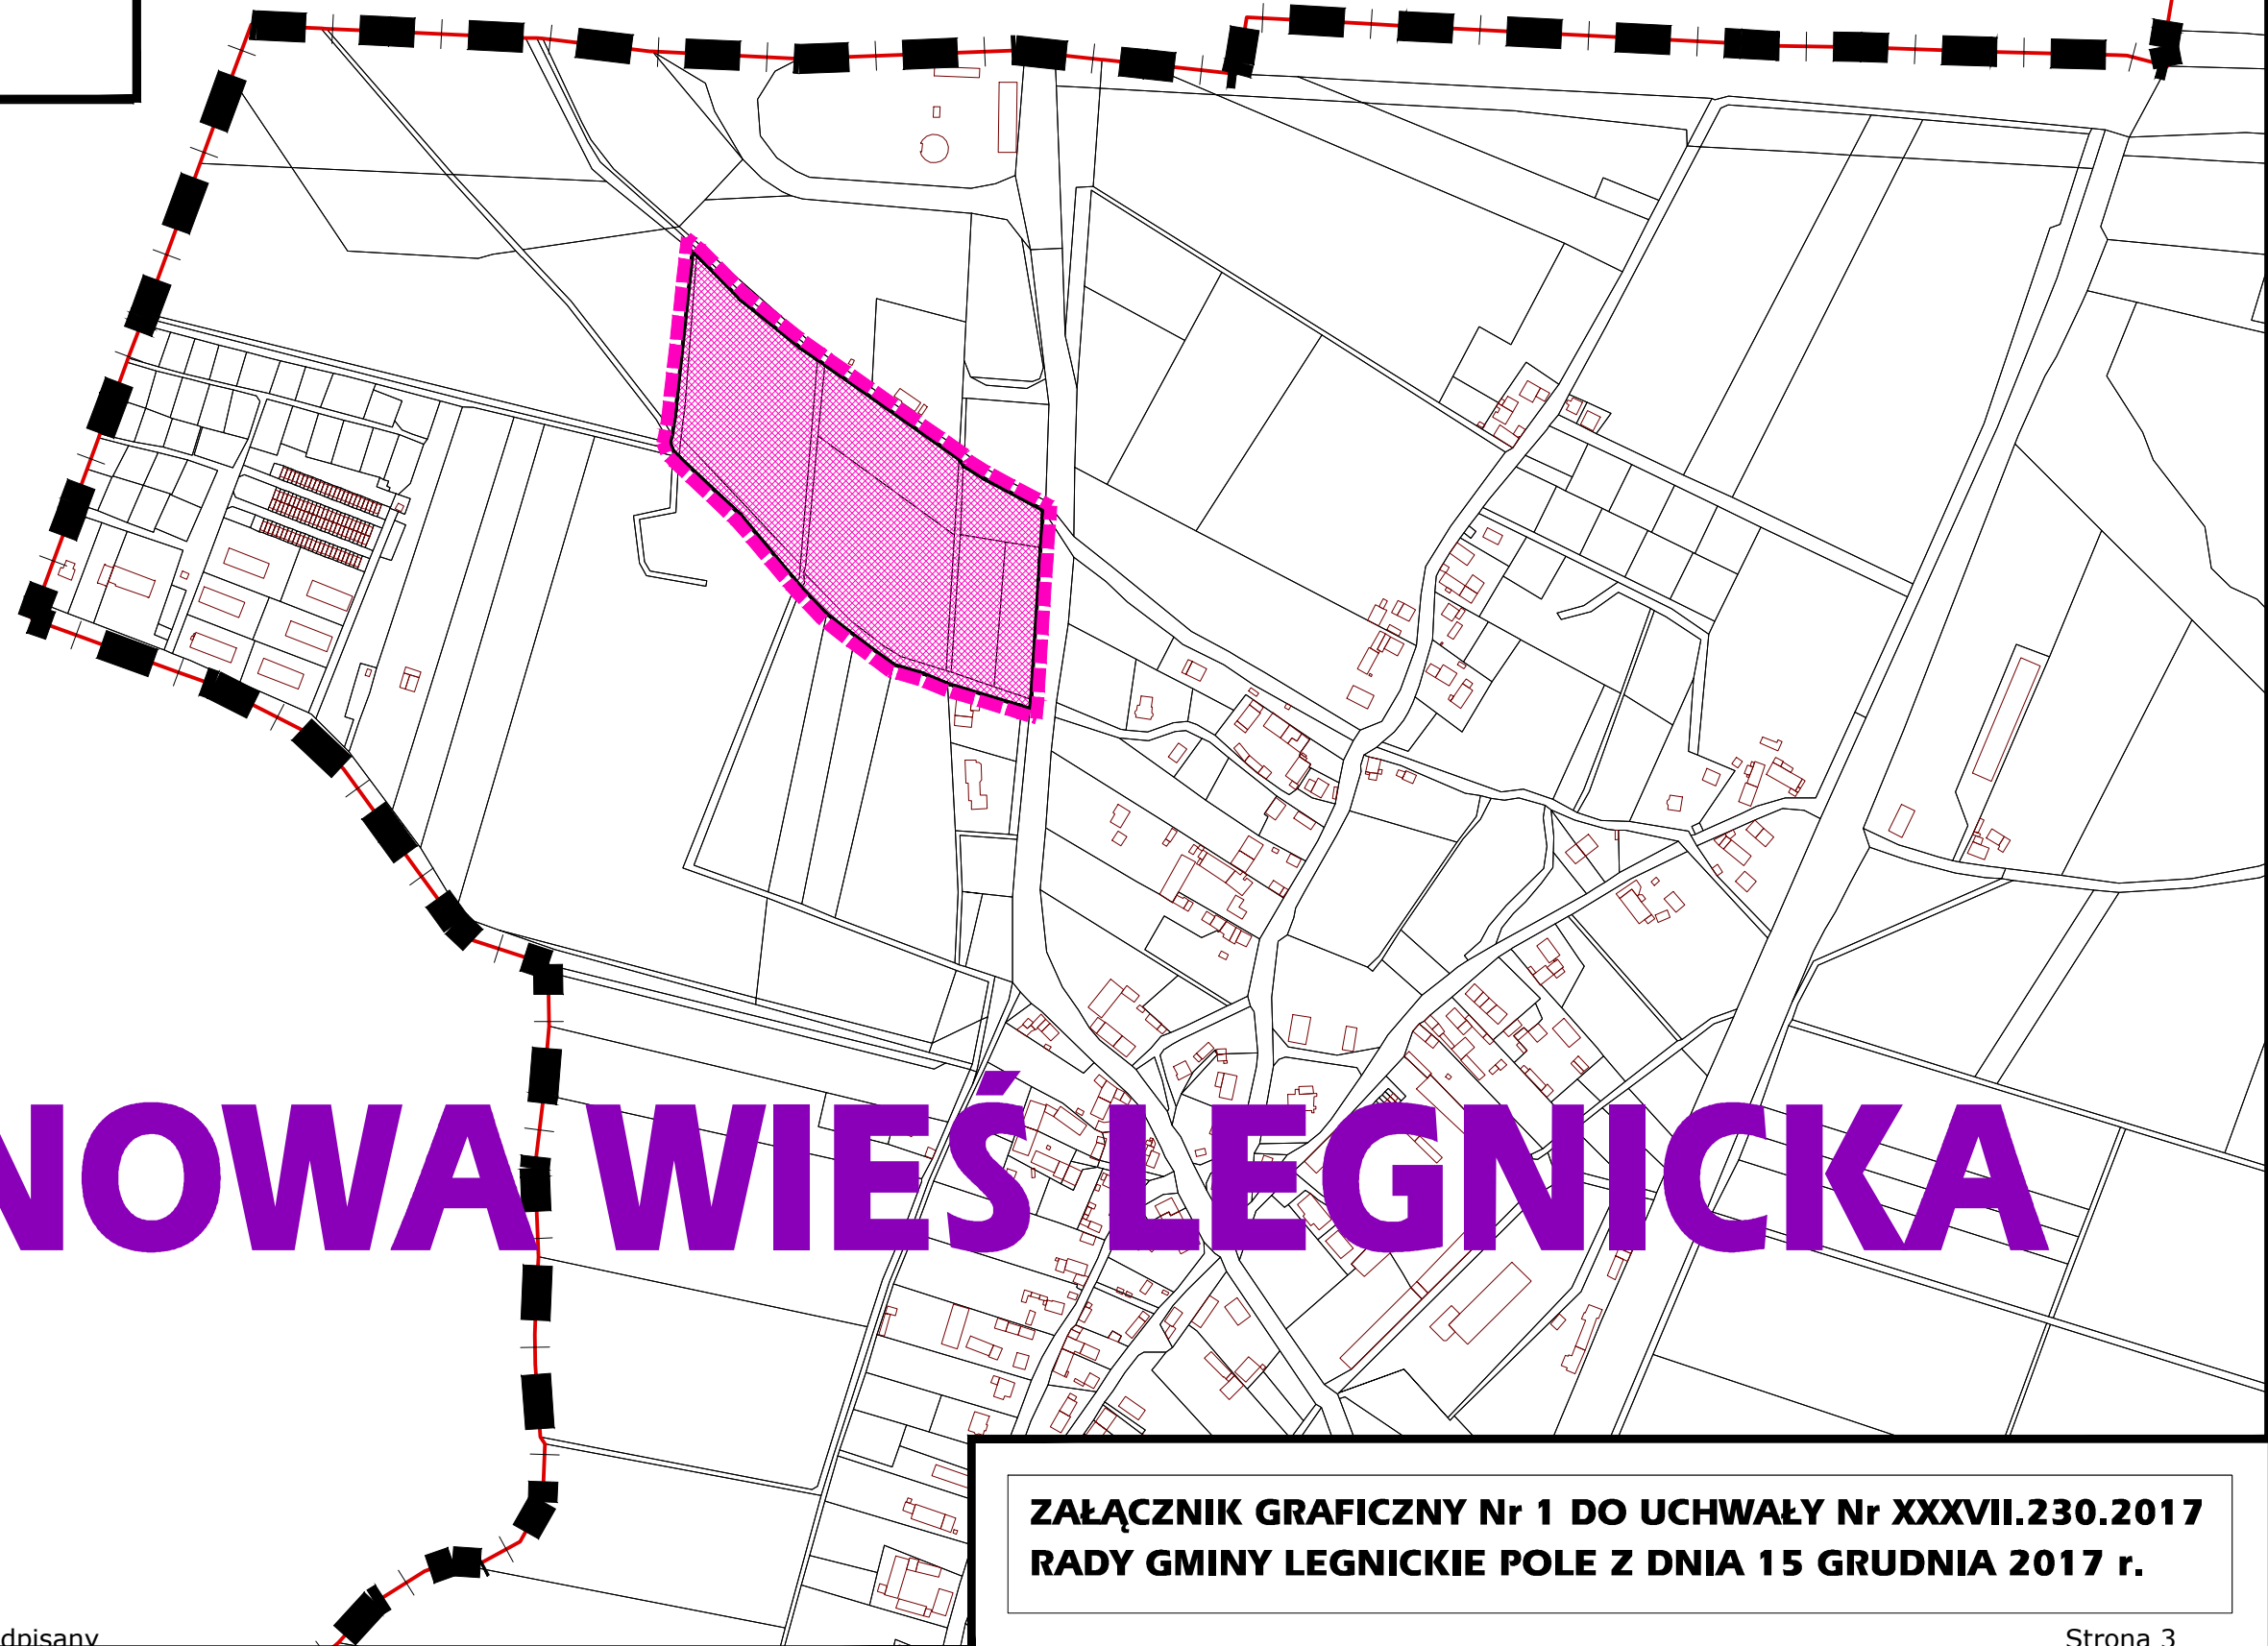 NOWA WIEŚ LEGNICKA
ZAŁĄCZNIK GRAFICZNY Nr 1 DO UCHWAŁY Nr XXXVII.230.2017
RADY GMINY LEGNICKIE POLE Z DNIA 15 GRUDNIA 2017 r.
dpisany
Strona 3